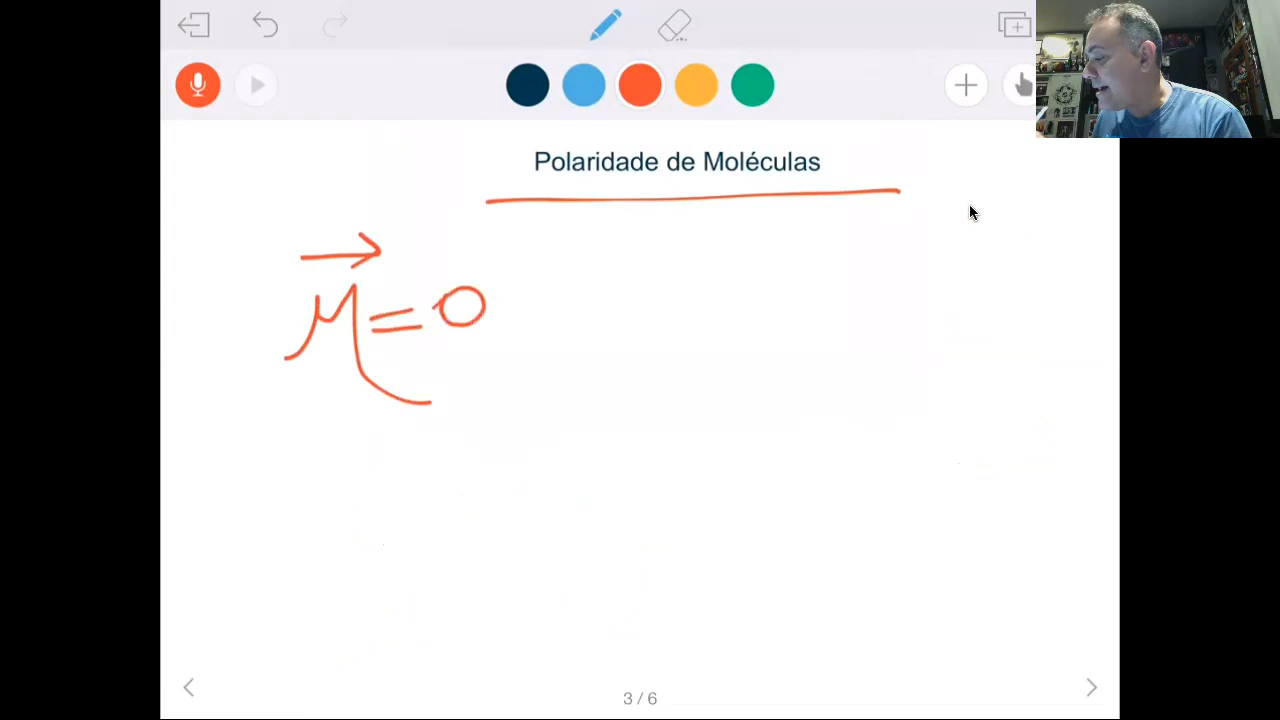 Polaridade de Moléculas
μ⃗ = 0
3 / 6